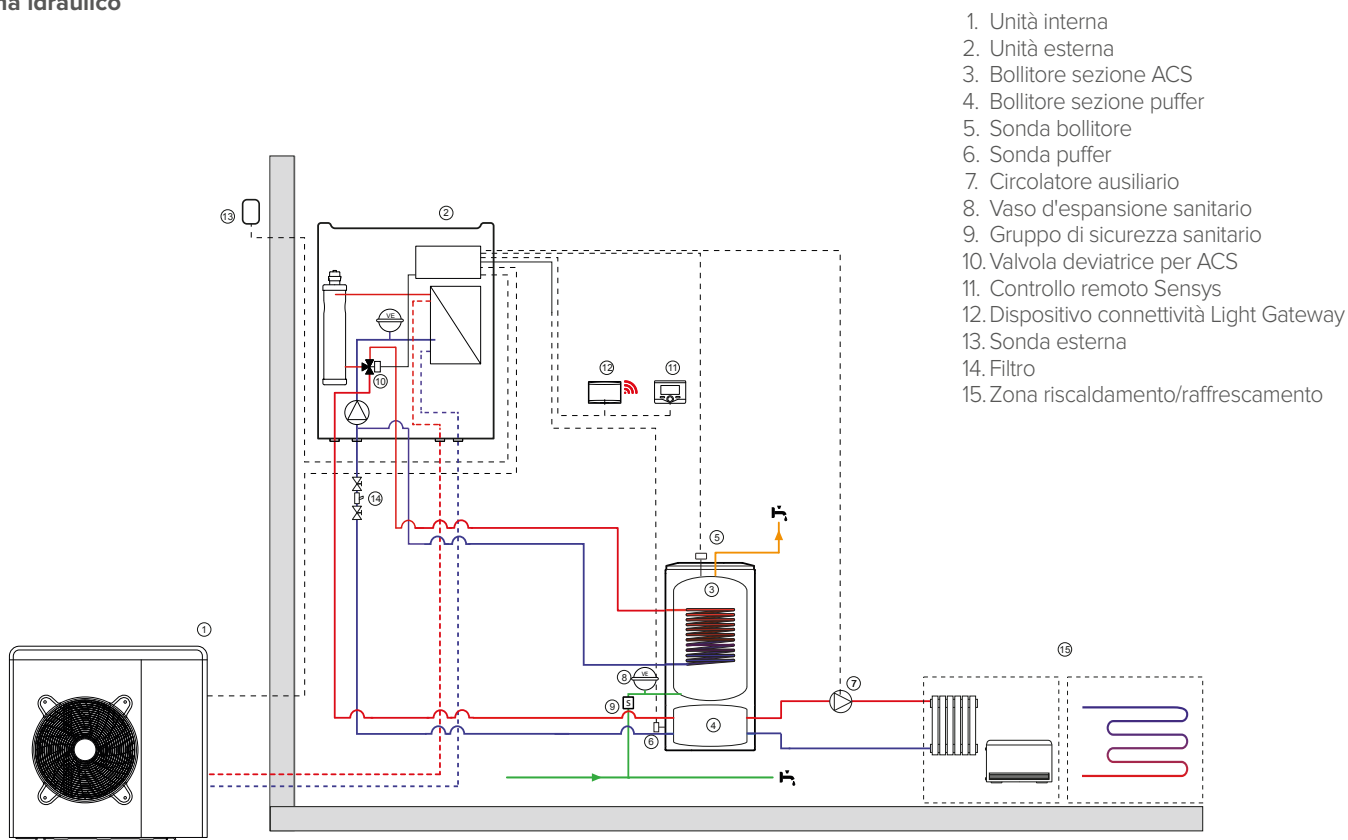 idraulico
1. Unità interna
2. Unità esterna
3. Bollitore sezione ACS
4. Bollitore sezione puffer
5. Sonda bollitore
6. Sonda puffer
7. Circolatore ausiliario
8. Vaso d'espansione sanitario
9. Gruppo di sicurezza sanitario
10. Valvola deviatrice per ACS
11. Controllo remoto Sensys
12. Dispositivo connettività Light Gateway
13. Sonda esterna
14. Filtro
15. Zona riscaldamento/raffrescamento
13
2
VE
10
12
11
14
5
3
1
15
8
VE
7
9
S
4
6